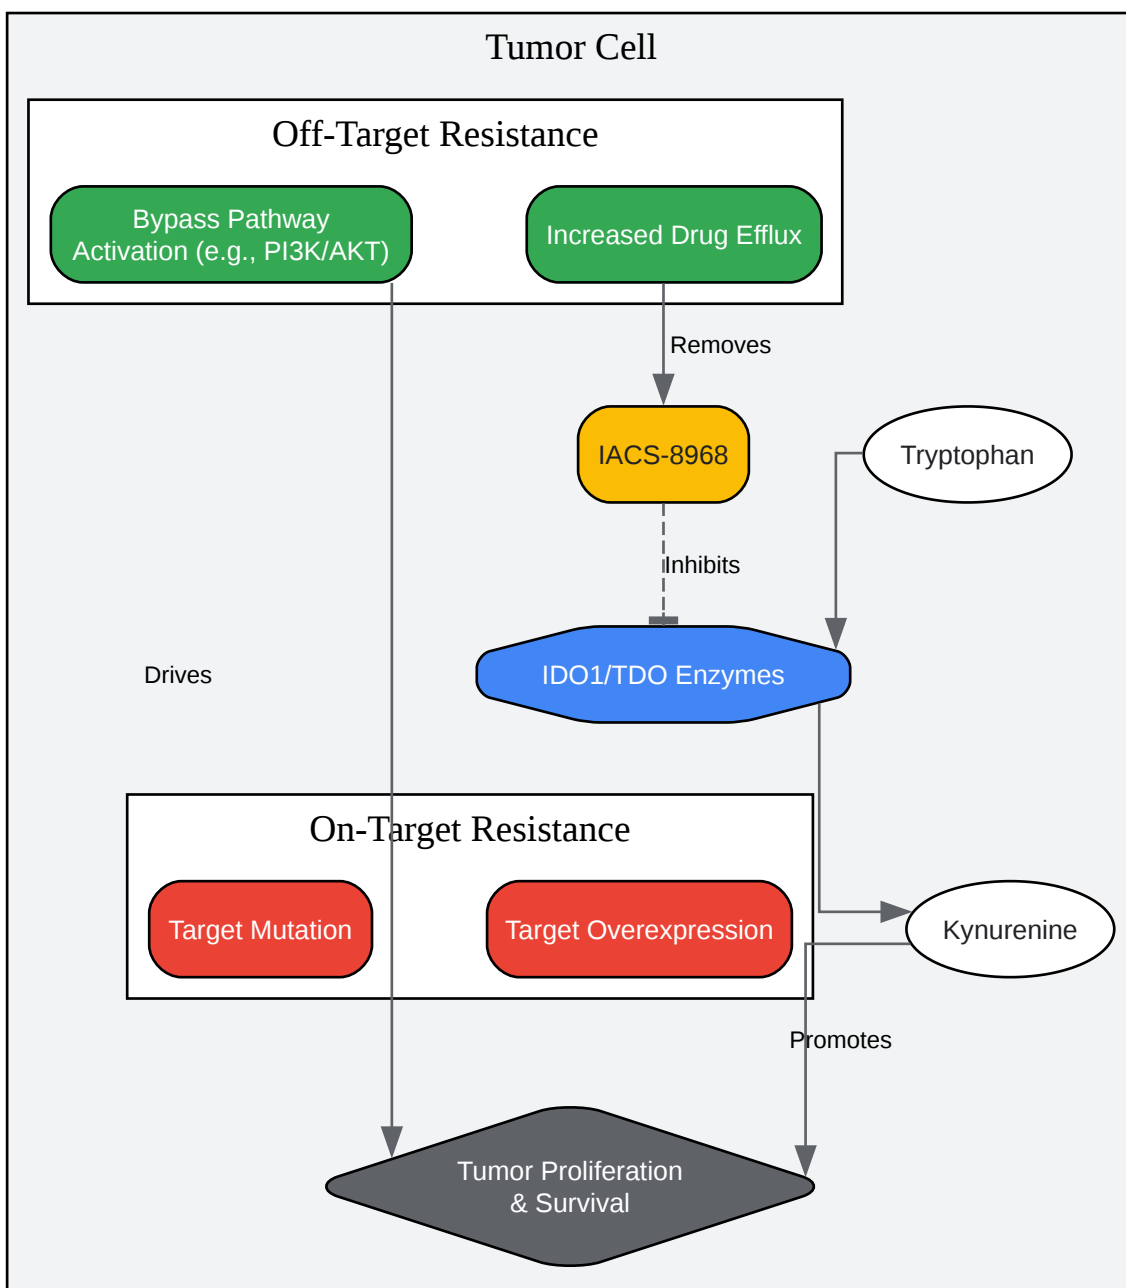 Tumor Cell
Off-Target Resistance
Bypass Pathway
Activation (e.g., PI3K/AKT)
Increased Drug Efflux
Removes
IACS-8968
Tryptophan
Inhibits
Drives
IDO1/TDO Enzymes
On-Target Resistance
Target Mutation
Target Overexpression
Kynurenine
Promotes
Tumor Proliferation
& Survival